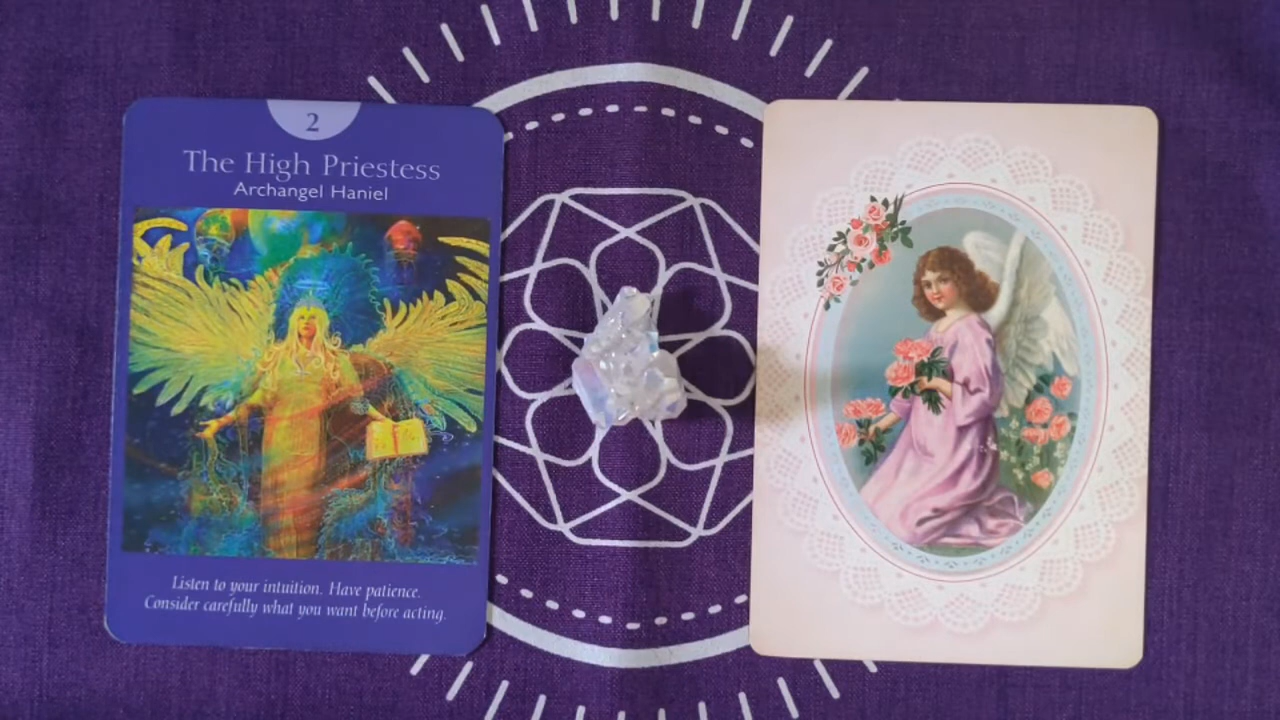 2
The High Priestess
Archangel Haniel
Listen to your intuition. Have patience.
Consider carefully what you want before acting.